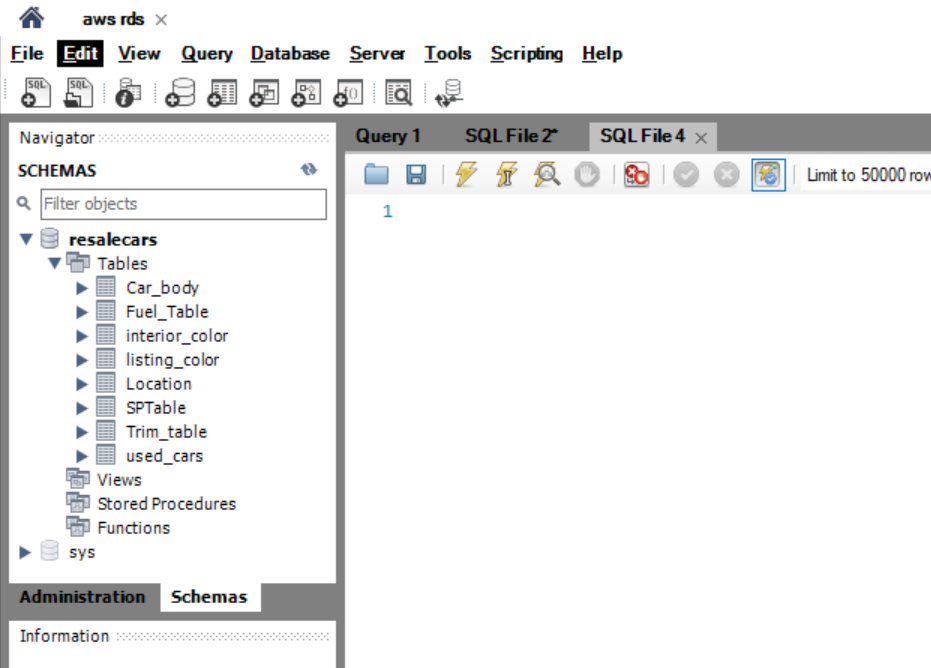 aws rds
File Edit View Query Database Server Tools Scripting Help
SQL SQL
Navigator
Query 1 SQL File 2* SQL File 4
SCHEMAS
Limit to 50000 row
Filter objects
1
resalecars
Tables
Car_body
Fuel_Table
interior_color
listing_color
Location
SPTable
Trim_table
used_cars
Views
Stored Procedures
Functions
sys
Administration Schemas
Information